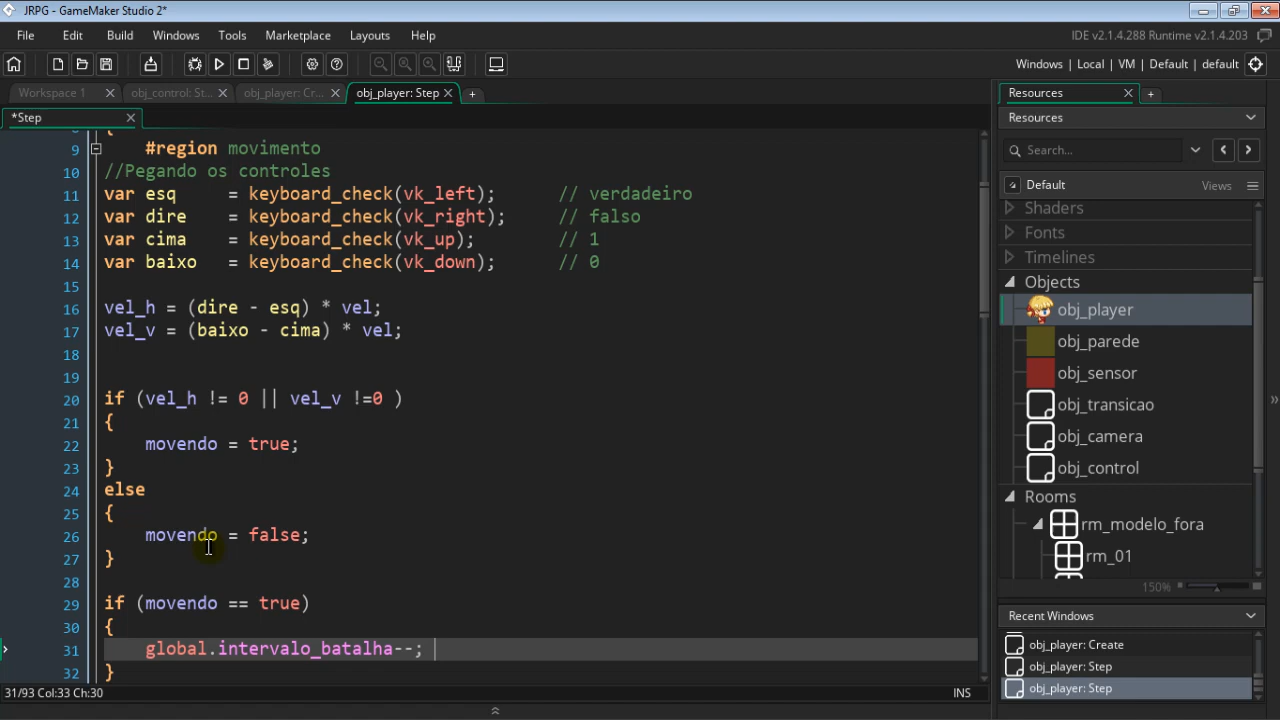 JRPG - GameMaker Studio 2*
File Edit Build Windows Tools Marketplace Layouts Help
IDE v2.1.4.288 Runtime v2.1.4.203
Windows | Local | VM | Default | default
Workspace 1
obj_control: St...
obj_player: Cr...
obj_player: Step
*Step
9 #region movimento
10 //Pegando os controles
11 var esq = keyboard_check(vk_left); // verdadeiro
12 var dire = keyboard_check(vk_right); // falso
13 var cima = keyboard_check(vk_up); // 1
14 var baixo = keyboard_check(vk_down); // 0
15
16 vel_h = (dire - esq) * vel;
17 vel_v = (baixo - cima) * vel;
18
19
20 if (vel_h != 0 || vel_v !=0 )
21 {
22 movendo = true;
23 }
24 else
25 {
26 movendo = false;
27 }
28
29 if (movendo == true)
30 {
31 global.intervalo_batalha--;
32 }
31/93 Col:33 Ch:30
INS
Resources
Resources
Search...
Default
Views
Shaders
Fonts
Timelines
Objects
obj_player
obj_parede
obj_sensor
obj_transicao
obj_camera
obj_control
Rooms
rm_modelo_fora
rm_01
150%
Recent Windows
obj_player: Create
obj_player: Step
obj_player: Step